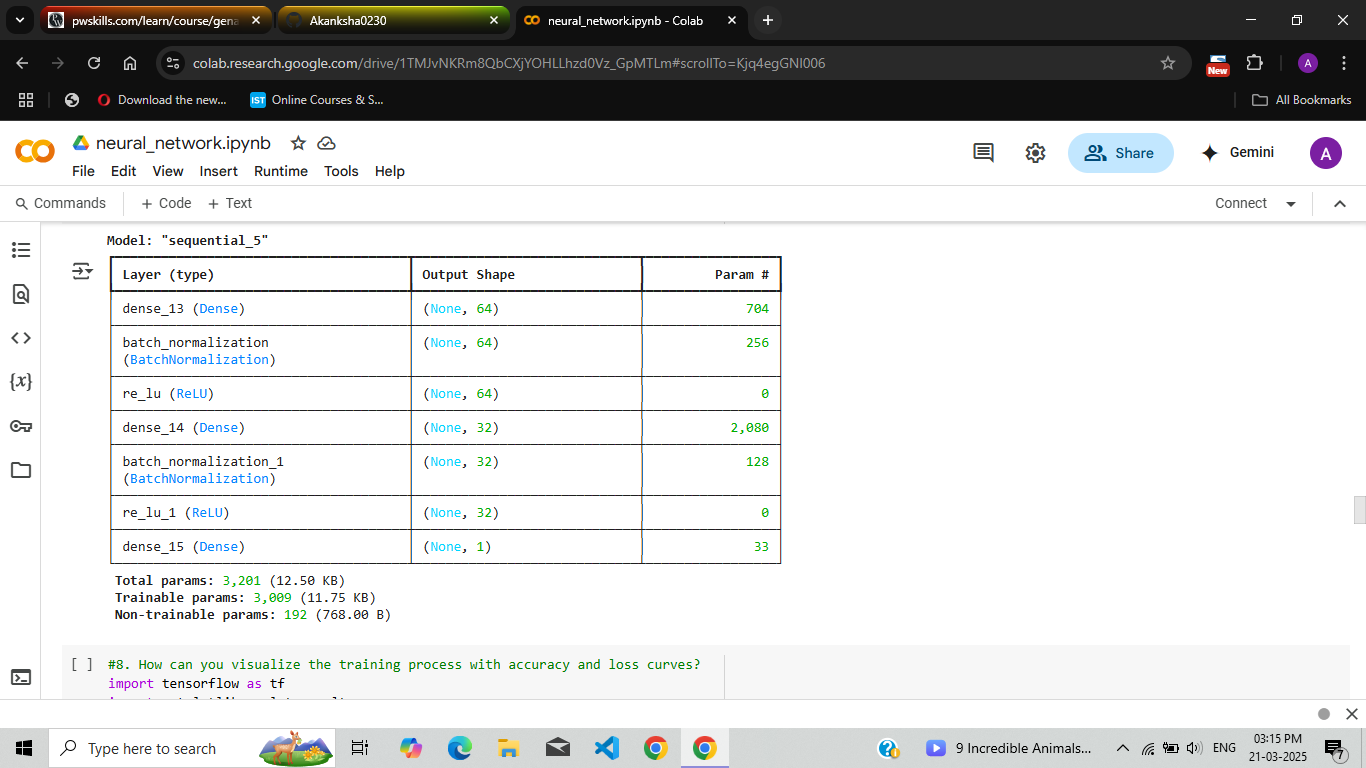 pwskills.com/learn/course/gena
Akanksha0230
neural_network.ipynb - Colab
colab.research.google.com/drive/1TMJvNKRm8QbCXjYOHLLhzd0Vz_GpMTLm#scrollTo=Kjq4egGNI006
New
A
Download the new...
IST Online Courses & S...
All Bookmarks
neural_network.ipynb
File Edit View Insert Runtime Tools Help
Share
Gemini
A
Commands + Code + Text
Connect
Model: "sequential_5"
Layer (type) Output Shape Param #
dense_13 (Dense) (None, 64) 704
batch_normalization (None, 64) 256
(BatchNormalization)
re_lu (ReLU) (None, 64) 0
dense_14 (Dense) (None, 32) 2,080
batch_normalization_1 (None, 32) 128
(BatchNormalization)
re_lu_1 (ReLU) (None, 32) 0
dense_15 (Dense) (None, 1) 33
Total params: 3,201 (12.50 KB)
Trainable params: 3,009 (11.75 KB)
Non-trainable params: 192 (768.00 B)
[ ] #8. How can you visualize the training process with accuracy and loss curves?
import tensorflow as tf
Type here to search
9 Incredible Animals...
ENG
03:15 PM
21-03-2025
7